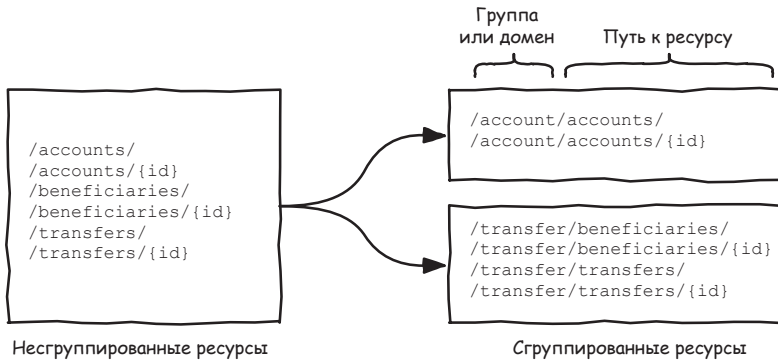 Группа
или домен
Путь к ресурсу
/accounts/
/accounts/{id}
/beneficiaries/
/beneficiaries/{id}
/transfers/
/transfers/{id}
/account/accounts/
/account/accounts/{id}
/transfer/beneficiaries/
/transfer/beneficiaries/{id}
/transfer/transfers/
/transfer/transfers/{id}
Несгруппированные ресурсы
Сгруппированные ресурсы